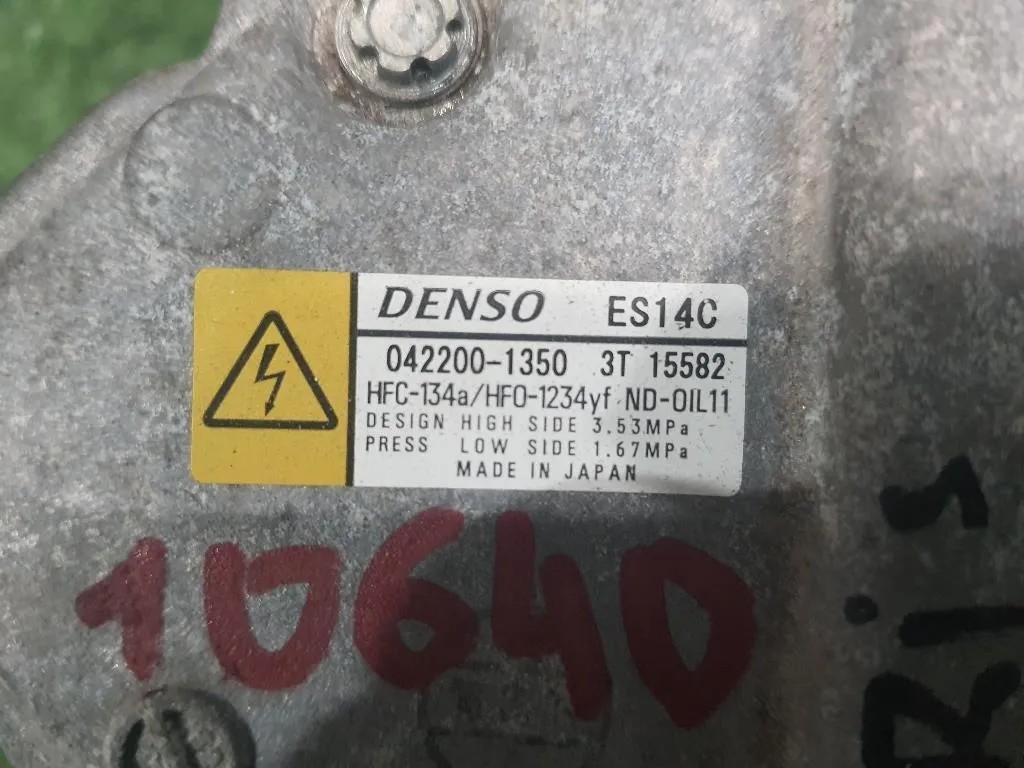 DENSO ES14C
042200-1350 3T 15582
HFC-134a/HFO-1234yf ND-OIL11
DESIGN HIGH SIDE 3.53MPa
PRESS LOW SIDE 1.67MPa
MADE IN JAPAN
10640
Ris